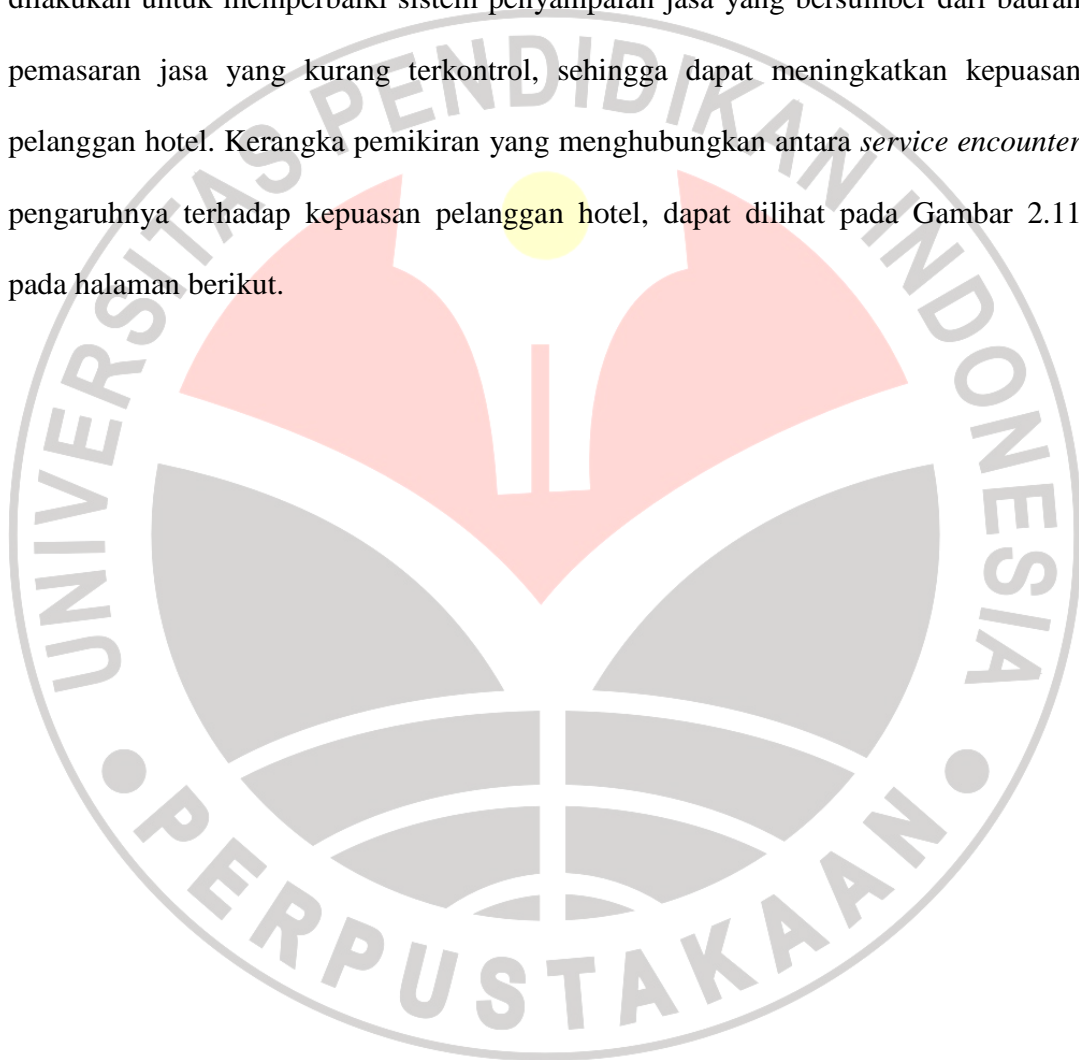 dilakukan untuk memperbaiki sistem penyampaian jasa yang bersumber dari bauran
pemasaran jasa yang kurang terkontrol, sehingga dapat meningkatkan kepuasan
pelanggan hotel. Kerangka pemikiran yang menghubungkan antara service encounter
pengaruhnya terhadap kepuasan pelanggan hotel, dapat dilihat pada Gambar 2.11
pada halaman berikut.
UNIVERSITAS PENDIDIKAN INDONESIA
PERPUSTAKAAN